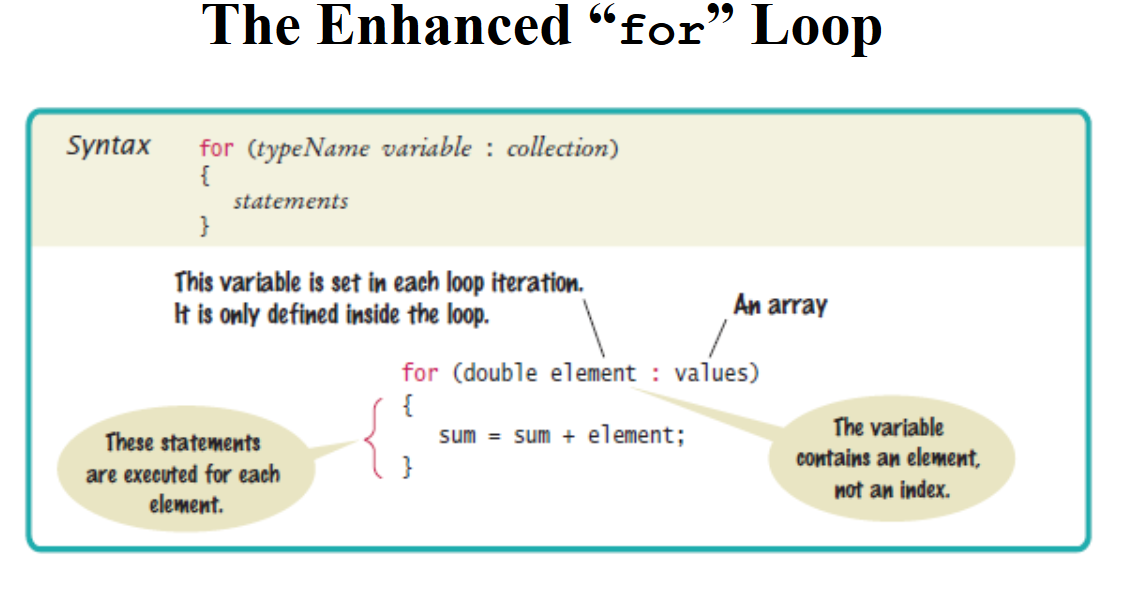 The Enhanced “for” Loop
Syntax
for (typeName variable : collection)
{
statements
}
This variable is set in each loop iteration.
It is only defined inside the loop.
An array
for (double element : values)
{
sum = sum + element;
}
These statements
are executed for each
element.
The variable
contains an element,
not an index.